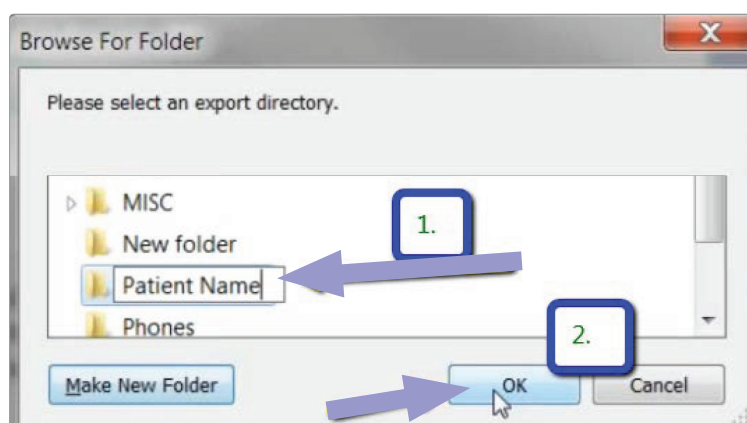 Browse For Folder
X
Please select an export directory.
MISC
1.
New folder
Patient Name
Phones
2.
Make New Folder
OK
Cancel